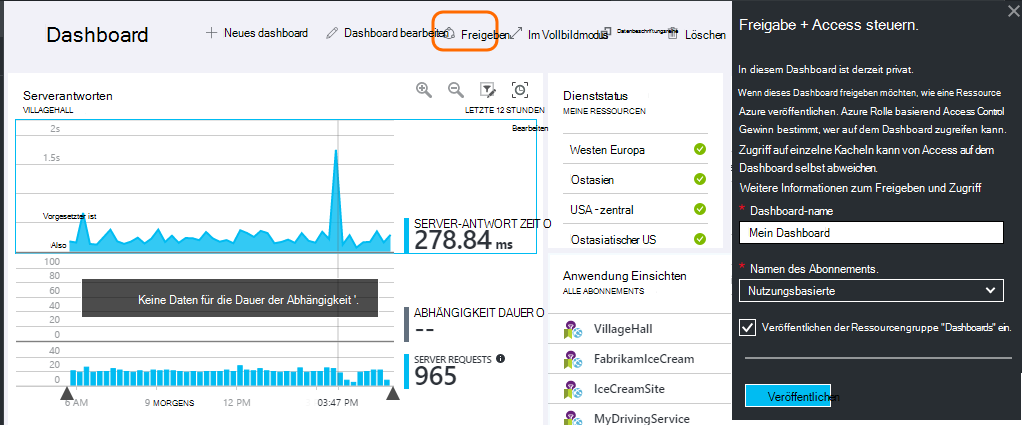 Dashboard
Neues dashboard
Dashboard bearbeiten
Freigeben.
Im Vollbildmodus
Datenbeschriftungsreihe
Löschen
Serverantworten
VILLAGEHALL
LETZTE 12 STUNDEN
Bearbeiten
2s
1.5s
Vorgesetzter ist
Also
SERVER-ANTWORT ZEIT O
278.84 ms
100
80
60
40
20
0
Keine Daten für die Dauer der Abhängigkeit '.
ABHÄNGIGKEIT DAUER O
--
60
40
20
0
SERVER REQUESTS
965
6 AM
9 MORGENS
12 PM
03:47 PM
Dienststatus
MEINE RESSOURCEN
Westen Europa
Ostasien
USA - zentral
Ostasiatischer US
Anwendung Einsichten
ALLE ABONNEMENTS
VillageHall
FabrikamIceCream
IceCreamSite
MyDrivingService
Freigabe + Access steuern.
In diesem Dashboard ist derzeit privat.
Wenn dieses Dashboard freigeben möchten, wie eine Ressource
Azure veröffentlichen. Azure Rolle basierend Access Control
Gewinn bestimmt, wer auf dem Dashboard zugreifen kann.
Zugriff auf einzelne Kacheln kann von Access auf dem
Dashboard selbst abweichen.
Weitere Informationen zum Freigeben und Zugriff
* Dashboard-name
Mein Dashboard
* Namen des Abonnements.
Nutzungsbasierte
Veröffentlichen der Ressourcengruppe "Dashboards" ein.
Veröffentlichen